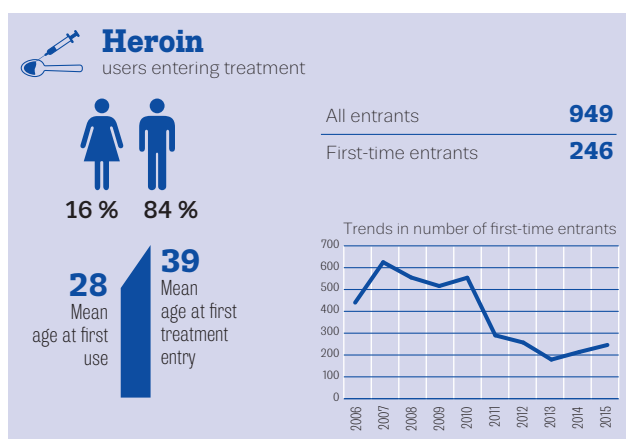 Heroin
users entering treatment
16 % 84 %
28
Mean
age at first
use
39
Mean
age at first
treatment
entry
All entrants 949
First-time entrants 246
Trends in number of first-time entrants
700
600
500
400
300
200
100
0
2006 2007 2008 2009 2010 2011 2012 2013 2014 2015